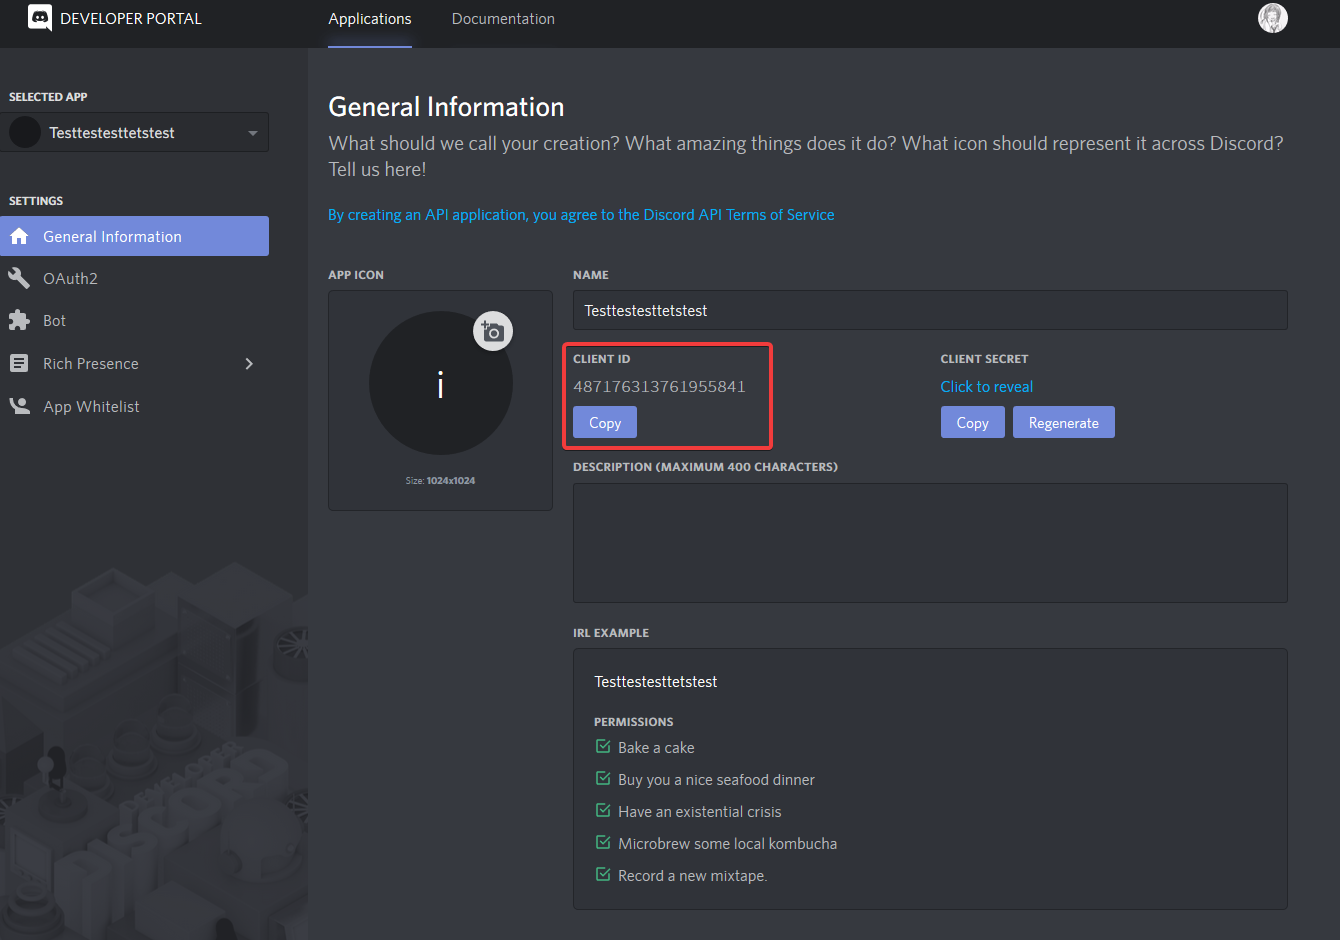 DEVELOPER PORTAL
Applications
Documentation
SELECTED APP
Testtestesttetstest
SETTINGS
General Information
OAuth2
Bot
Rich Presence
App Whitelist
General Information
What should we call your creation? What amazing things does it do? What icon should represent it across Discord?
Tell us here!
By creating an API application, you agree to the Discord API Terms of Service
APP ICON
i
Size: 1024x1024
NAME
Testtestesttetstest
CLIENT ID
487176313761955841
Copy
CLIENT SECRET
Click to reveal
Copy
Regenerate
DESCRIPTION (MAXIMUM 400 CHARACTERS)
IRL EXAMPLE
Testtestesttetstest
PERMISSIONS
Bake a cake
Buy you a nice seafood dinner
Have an existential crisis
Microbrew some local kombucha
Record a new mixtape.